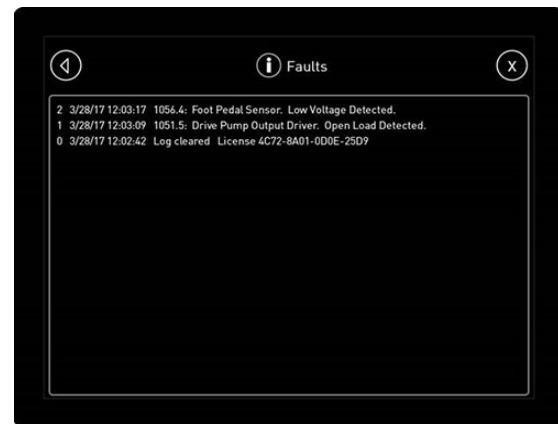 Faults
X
2 3/28/17 12:03:17 1056.4: Foot Pedal Sensor. Low Voltage Detected.
1 3/28/17 12:03:09 1051.5: Drive Pump Output Driver. Open Load Detected.
0 3/28/17 12:02:42 Log cleared License 4C72-8A01-0D0E-25D9